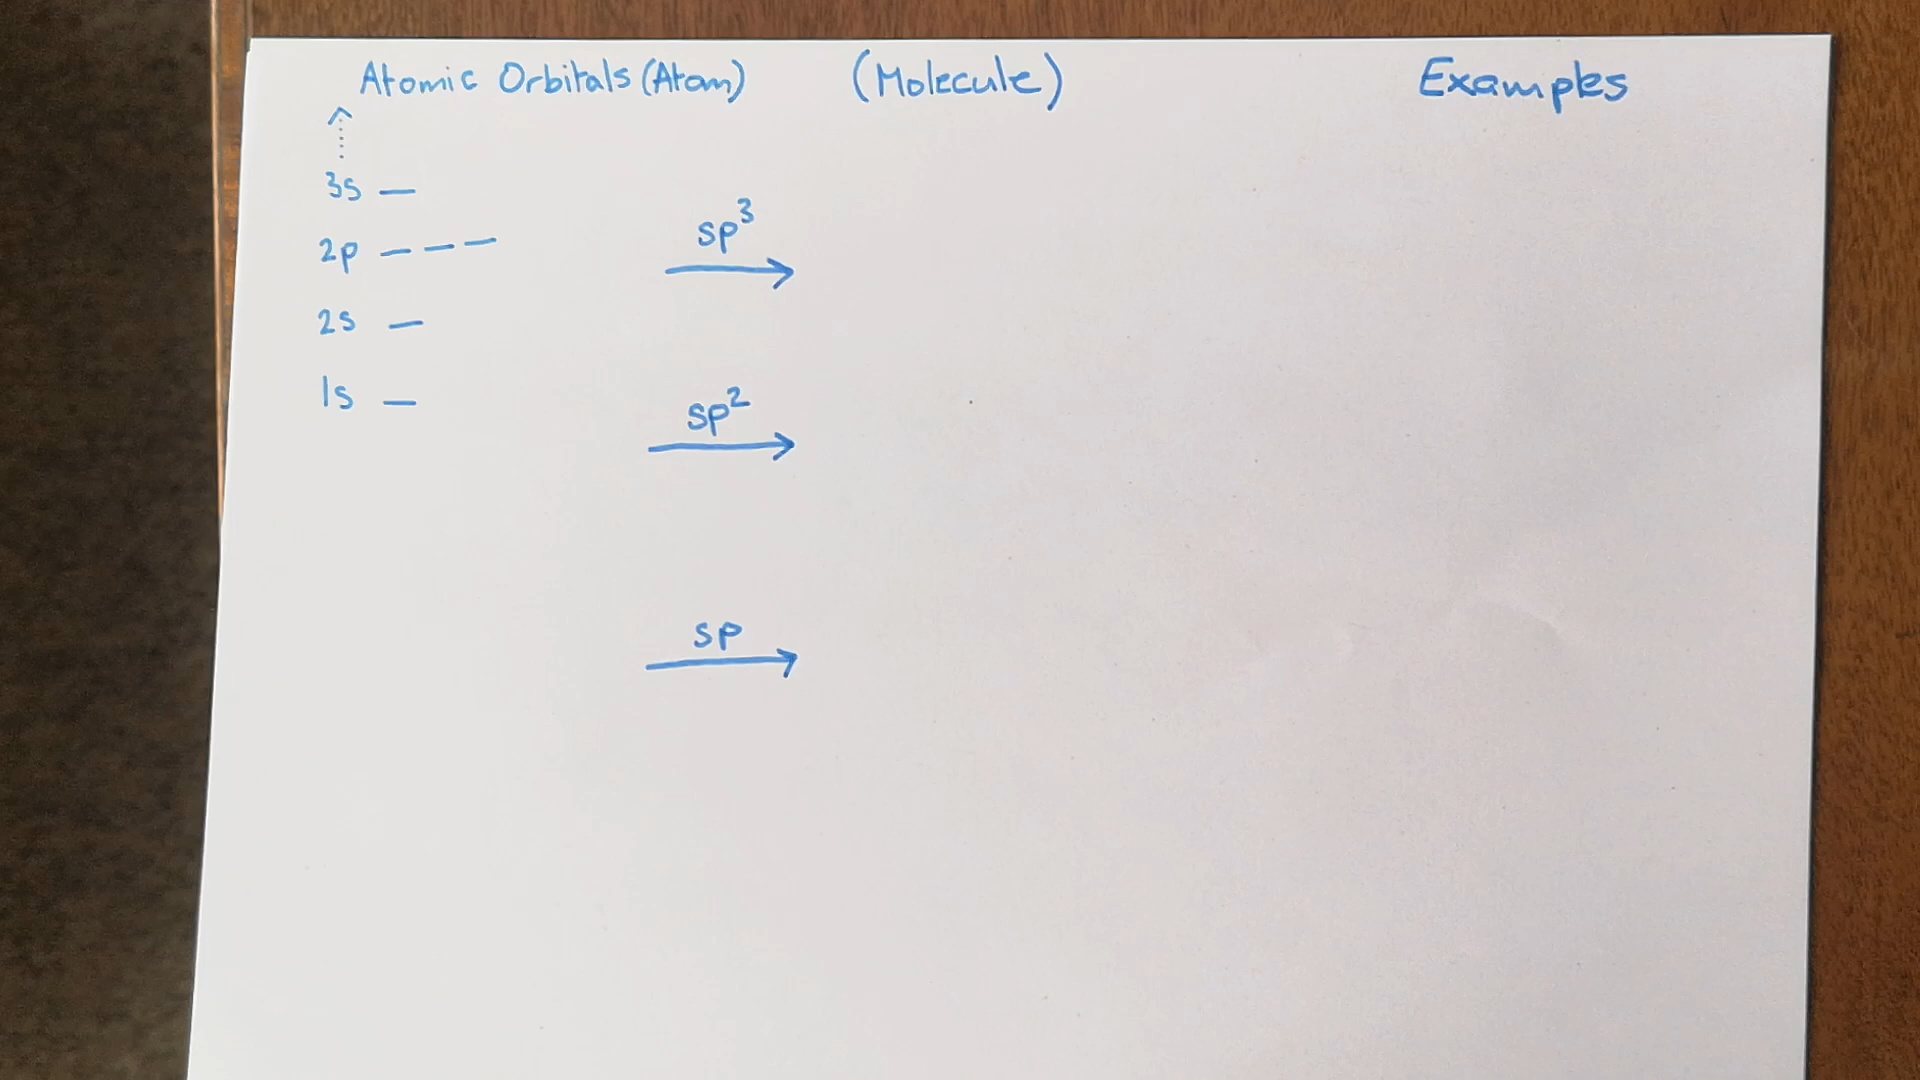 Atomic Orbitals (Atom) (Molecule) Examples
3s
2p
2s
1s
sp³
sp²
sp